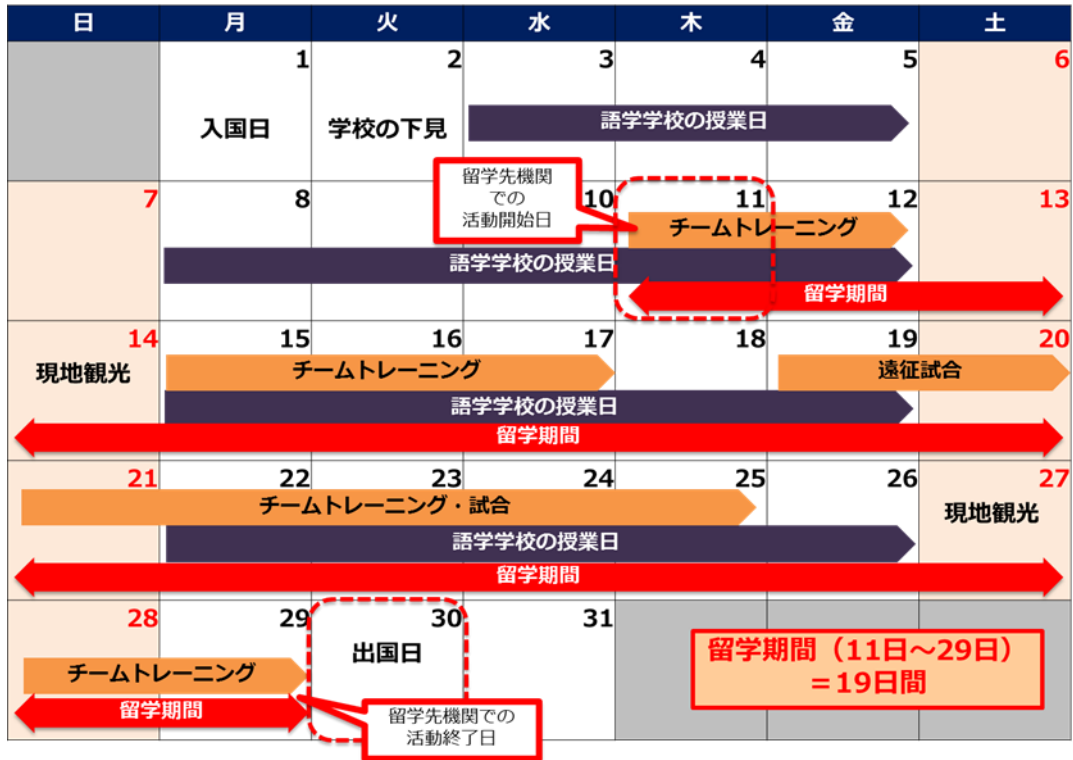 日 月 火 水 木 金 土
1 2 3 4 5 6
入国日 学校の下見 語学学校の授業日
留学先機関
での
活動開始日
7 8 10 11 12 13
チームトレーニング
語学学校の授業日
留学期間
14 15 16 17 18 19 20
現地観光 チームトレーニング 遠征試合
語学学校の授業日
留学期間
21 22 23 24 25 26 27
チームトレーニング・試合 現地観光
語学学校の授業日
留学期間
28 29 30 31
出国日
チームトレーニング
留学期間
留学先機関での
活動終了日
留学期間（11日～29日）
＝19日間